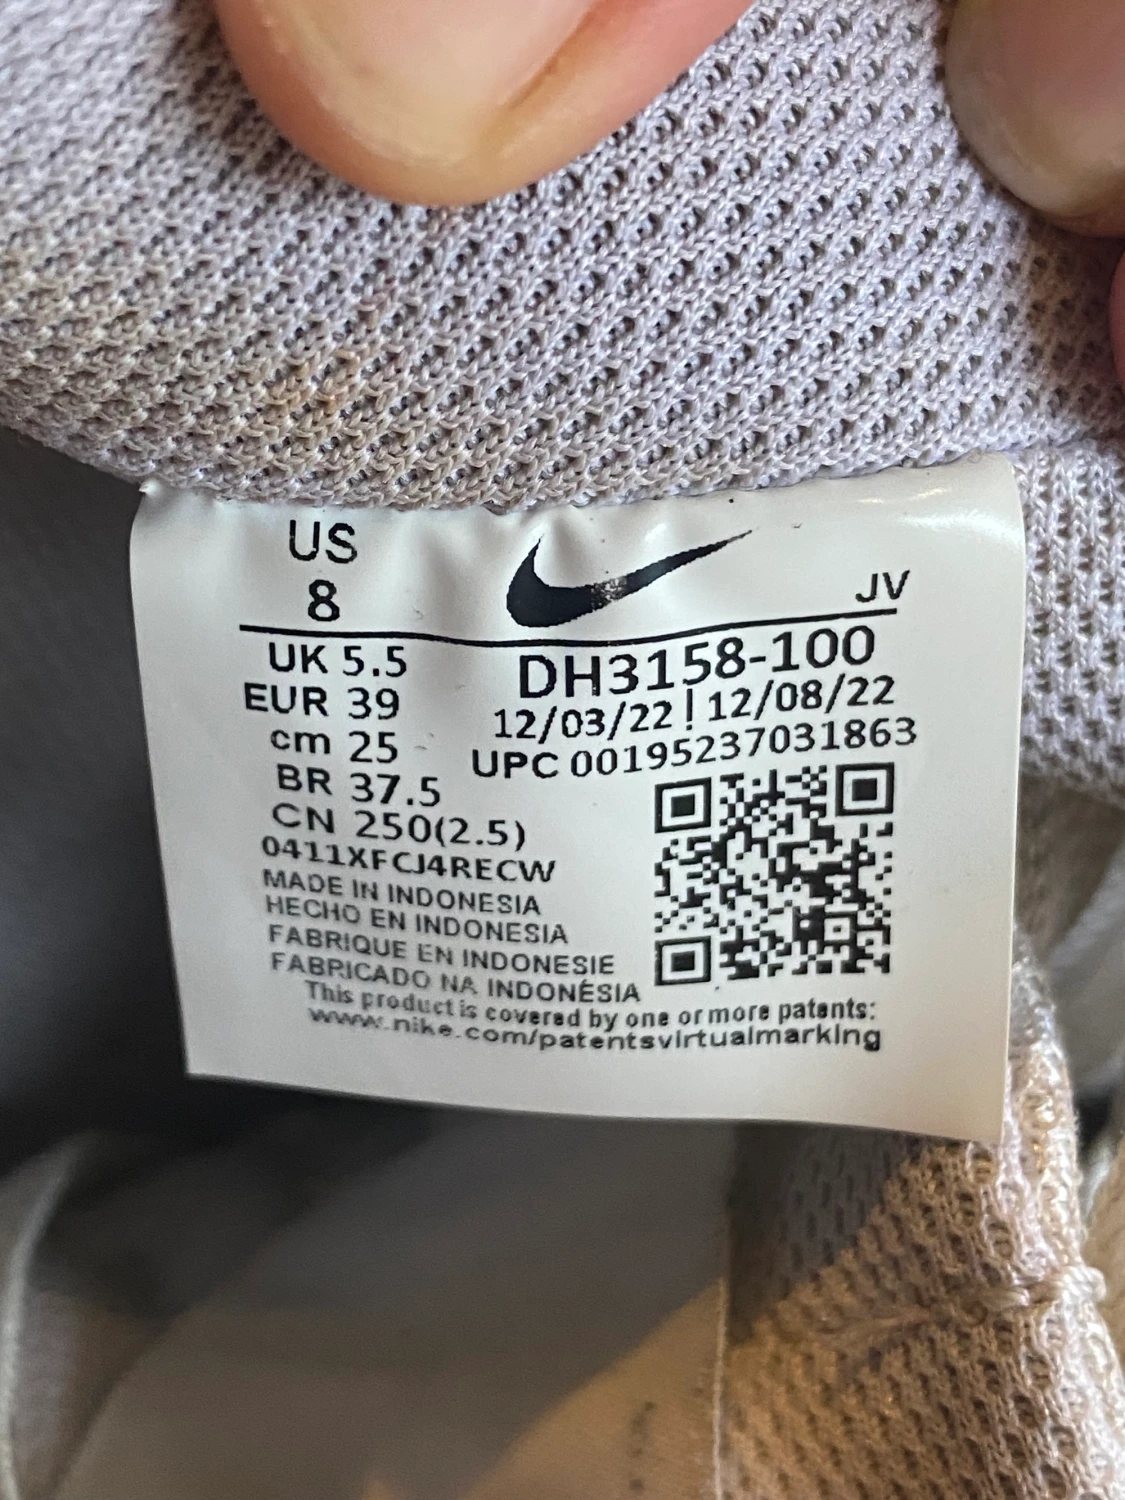 US
8
JV
UK 5.5
EUR 39
cm 25
BR 37.5
CN 250(2.5)
0411XFCJ4RECW
DH3158-100
12/03/22 ! 12/08/22
UPC 00195237031863
MADE IN INDONESIA
HECHO EN INDONESIA
FABRIQUE EN INDONESIE
FABRICADO NA INDONÉSIA
This product is covered by one or more patents:
www.nike.com/patentsvirtualmarking